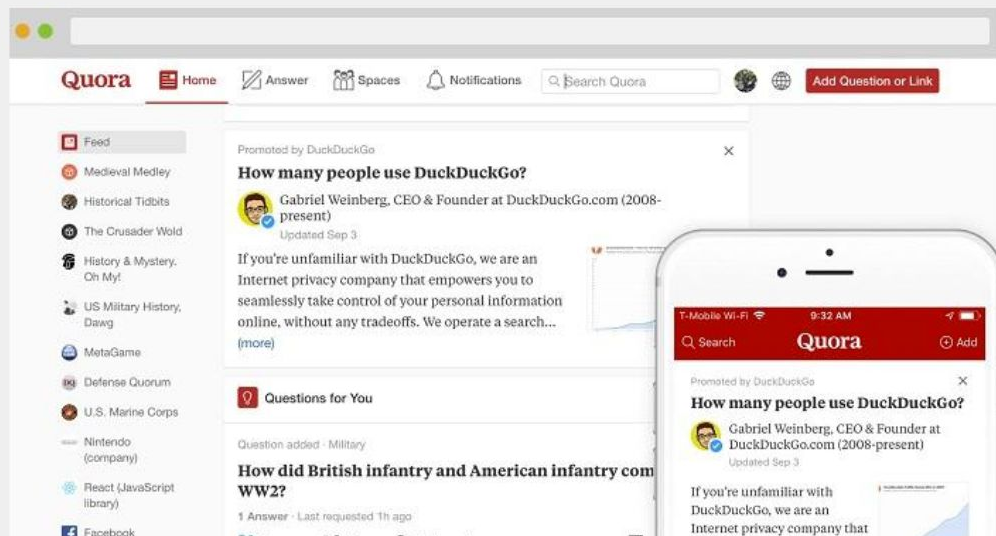 Quora
Home
Answer
Spaces
Notifications
Search Quora
Add Question or Link
Feed
Medieval Medley
Historical Tidbits
The Crusader Wold
History & Mystery.
Oh My!
US Military History,
Dawg
MetaGame
Defense Quorum
U.S. Marine Corps
Nintendo
(company)
React (JavaScript
library)
Facebook
Promoted by DuckDuckGo
How many people use DuckDuckGo?
Gabriel Weinberg, CEO & Founder at DuckDuckGo.com (2008-
present)
Updated Sep 3
If you're unfamiliar with DuckDuckGo, we are an
Internet privacy company that empowers you to
seamlessly take control of your personal information
online, without any tradeoffs. We operate a search...
(more)
Questions for You
Question added · Military
How did British infantry and American infantry com
WW2?
1 Answer · Last requested 1h ago
T-Mobile Wi-Fi
9:32 AM
Search
Quora
Add
Promoted by DuckDuckGo
How many people use DuckDuckGo?
Gabriel Weinberg, CEO & Founder at
DuckDuckGo.com (2008-present)
Updated Sep 3
If you're unfamiliar with
DuckDuckGo, we are an
Internet privacy company that